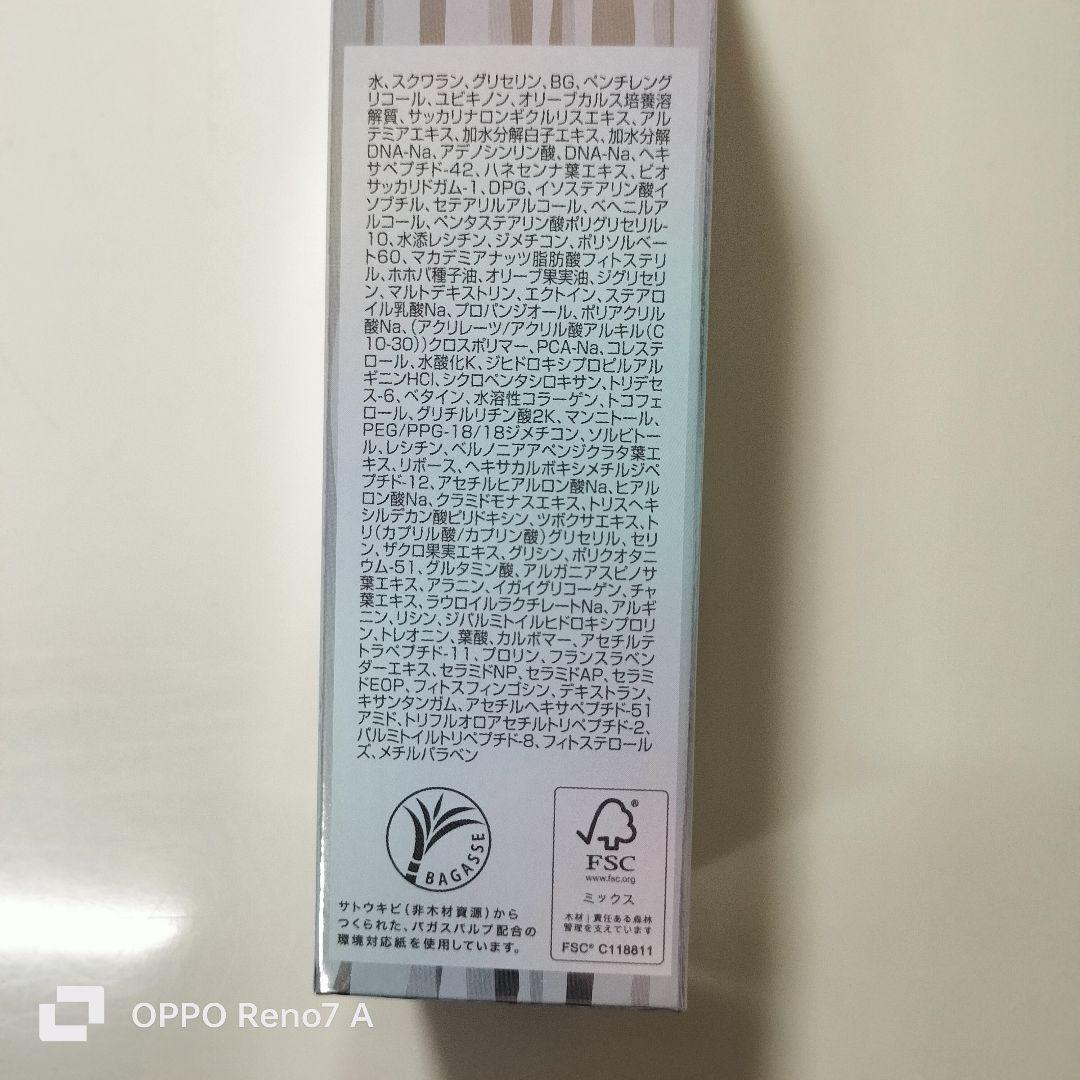 水、スクワラン、グリセリン、BG、ペンチレング
リコール、ユビキノン、オリーブカルス培養溶
解質、サッカリナロンギクルリスエキス、アル
テミアエキス、加水分解白子エキス、加水分解
DNA-Na、アデノシンリン酸、DNA-Na、ヘキ
サペプチド-42、ハネセンナ葉エキス、ビオ
サッカリドガム-1、DPG、イソステアリン酸イ
ソプチル、セテアリルアルコール、ベヘニルア
ルコール、ペンタステアリン酸ポリグリセリル-
10、水添レシチン、ジメチコン、ポリソルベー
ト60、マカデミアナッツ脂肪酸フィトステリ
ル、ホホバ種子油、オリーブ果実油、ジグリセリ
ン、マルトデキストリン、エクトイン、ステアロ
イル乳酸Na、プロパンジオール、ポリアクリル
酸Na、(アクリレーツ/アクリル酸アルキル(C
10-30))クロスポリマー、PCA-Na、コレステ
ロール、水酸化K、ジヒドロキシプロピルアル
ギニンHCl、シクロペンタシロキサン、トリデセ
ス-6、ベタイン、水溶性コラーゲン、トコフェ
ロール、グリチルリチン酸2K、マンニトール、
PEG/PPG-18/18ジメチコン、ソルビトー
ル、レシチン、ベルノニアアペンジクラタ葉エ
キス、リボース、ヘキサカルボキシメチルジペ
プチド-12、アセチルヒアルロン酸Na、ヒアル
ロン酸Na、クラミドモナスエキス、トリスヘキ
シルデカン酸ピリドキシン、ツボクサエキス、ト
リ(カプリル酸/カプリン酸)グリセリル、セリ
ン、ザクロ果実エキス、グリシン、ポリクオタニ
ウム-51、グルタミン酸、アルガニアスピノサ
葉エキス、アラニン、イガイグリコーゲン、チャ
葉エキス、ラウロイルラクチレートNa、アルギ
ニン、リシン、ジパルミトイルヒドロキシプロリ
ン、トレオニン、葉酸、カルボマー、アセチルテ
トラペプチド-11、プロリン、フランスラベン
ダーエキス、セラミドNP、セラミドAP、セラミ
ドEOP、フィトスフィンゴシン、デキストラン、
キサンタンガム、アセチルヘキサペプチド-51
アミド、トリフルオロアセチルトリペプチド-2、
パルミトイルトリペプチド-8、フィトステロール
ズ、メチルパラベン
BAGASSE
サトウキビ(非木材資源)から
つくられた、バガスパルプ配合の
環境対応紙を使用しています。
®
FSC
www.fsc.org
ミックス
木材|責任ある森林
管理を支えています
FSC® C118811
OPPO Reno7 A